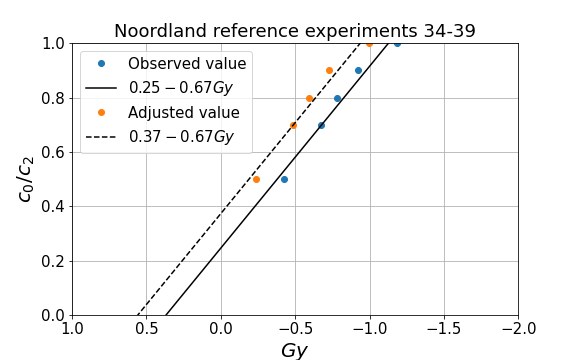 Noordland reference experiments 34-39
Observed value
0.25 − 0.67Gy
Adjusted value
0.37 − 0.67Gy
c₀/c₂
1.0
0.8
0.6
0.4
0.2
0.0
1.0 0.5 0.0 −0.5 −1.0 −1.5 −2.0
Gy